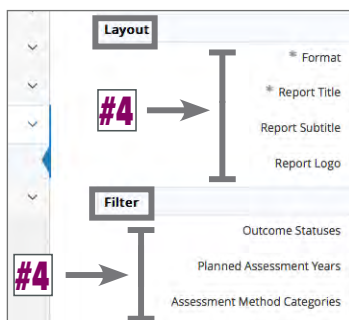 Layout
* Format
* Report Title
#4
Report Subtitle
Report Logo
Filter
Outcome Statuses
Planned Assessment Years
#4
Assessment Method Categories